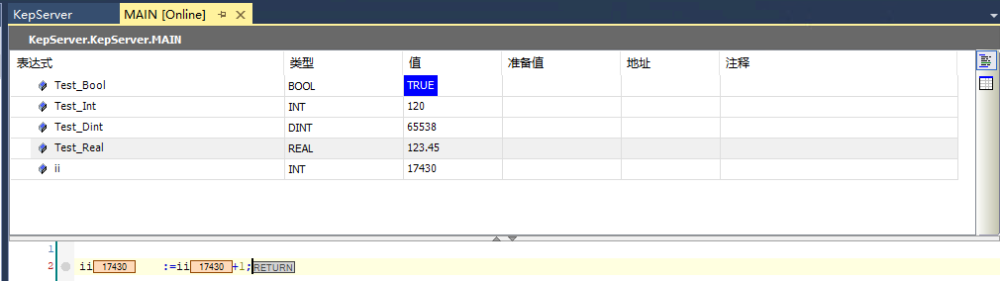 KepServer MAIN [Online]
KepServer.KepServer.MAIN
表达式 类型 值 准备值 地址 注释
Test_Bool BOOL TRUE
Test_Int INT 120
Test_Dint DINT 65538
Test_Real REAL 123.45
ii INT 17430
1
2 ii 17430 :=ii 17430 +1; RETURN